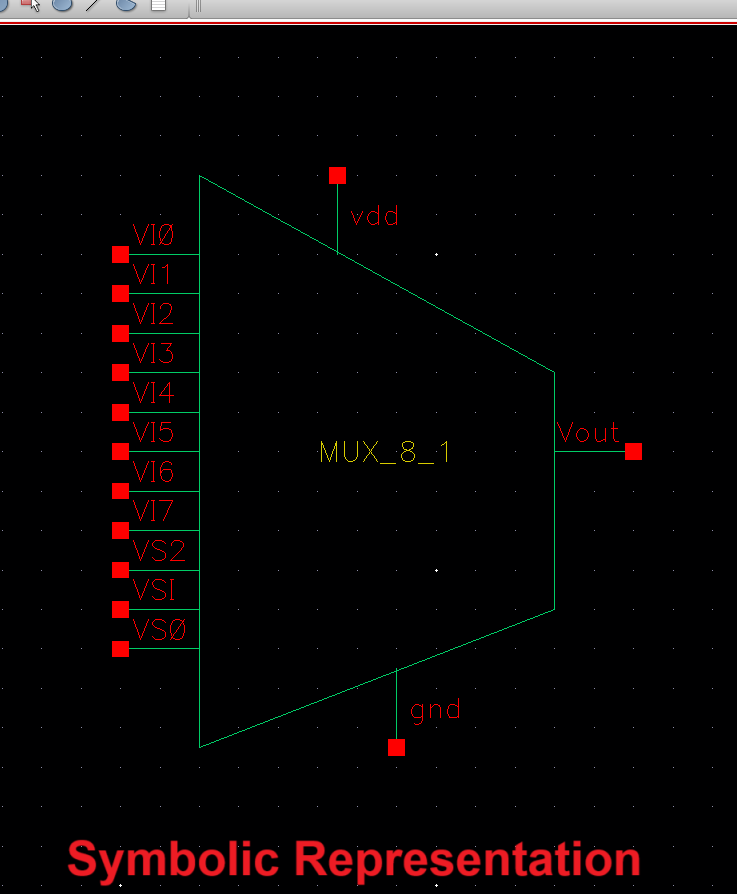 vdd
VI0
VI1
VI2
VI3
VI4
VI5
Vout
MUX_8_1
VI6
VI7
VS2
VSI
VS0
gnd
Symbolic Representation